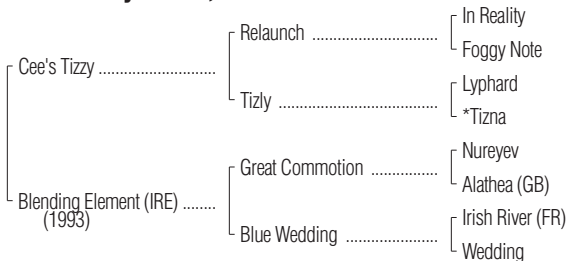 In Reality
Relaunch ..................................
Foggy Note
Cee's Tizzy ............................
Lyphard
Tizly ...........................................
*Tizna
Nureyev
Great Commotion ..................
Alathea (GB)
Blending Element (IRE) ........
(1993)
Irish River (FR)
Blue Wedding .........................
Wedding